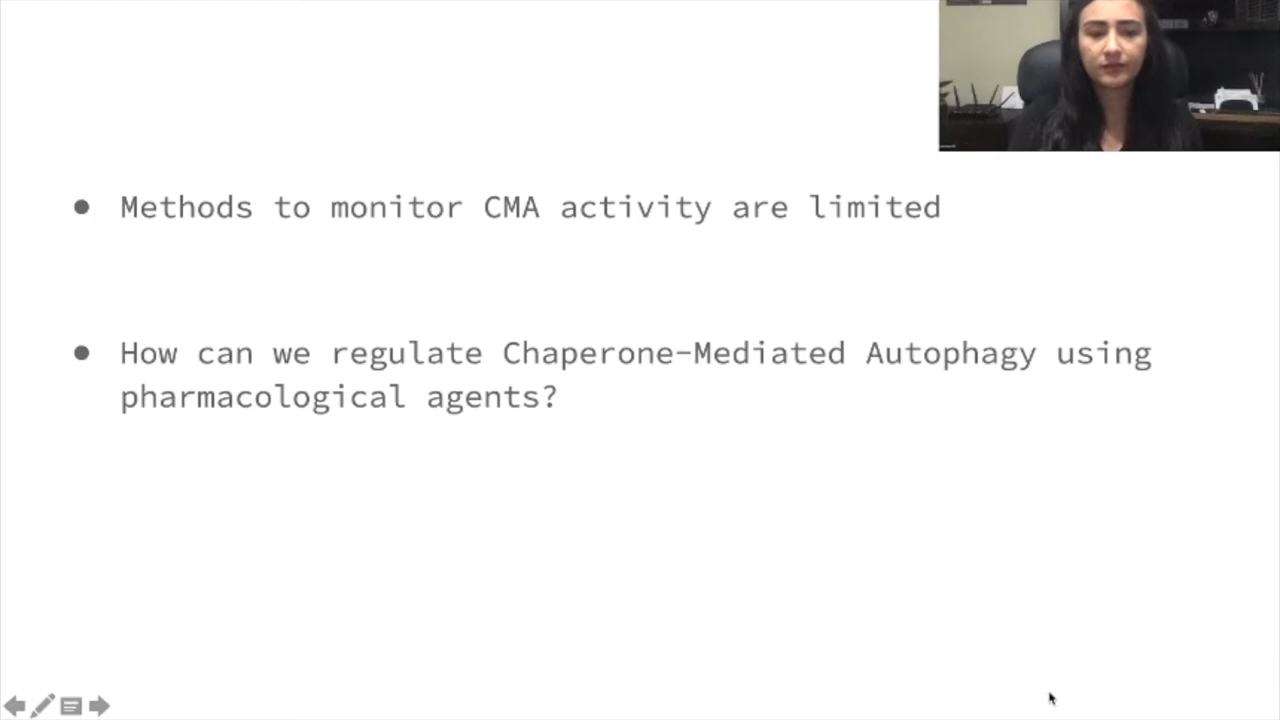 ● Methods to monitor CMA activity are limited
● How can we regulate Chaperone-Mediated Autophagy using
pharmacological agents?